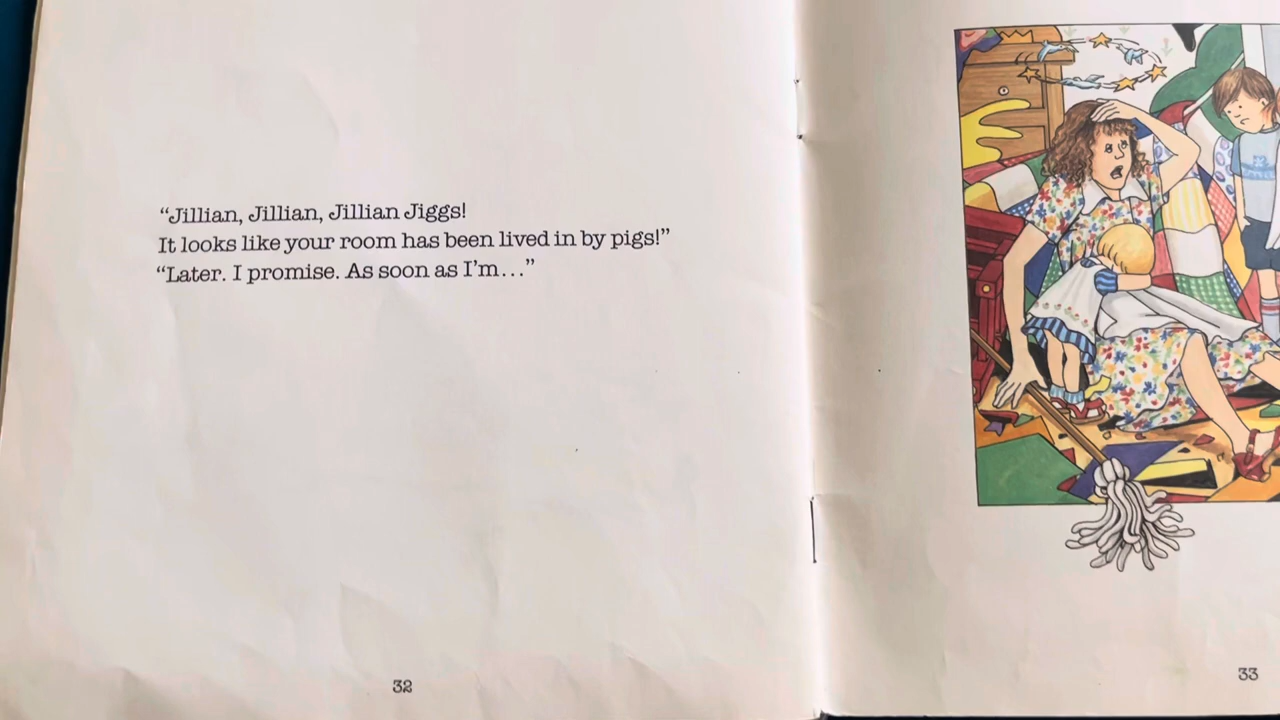 “Jillian, Jillian, Jillian Jiggs!
It looks like your room has been lived in by pigs!”
“Later. I promise. As soon as I’m...”
32
33